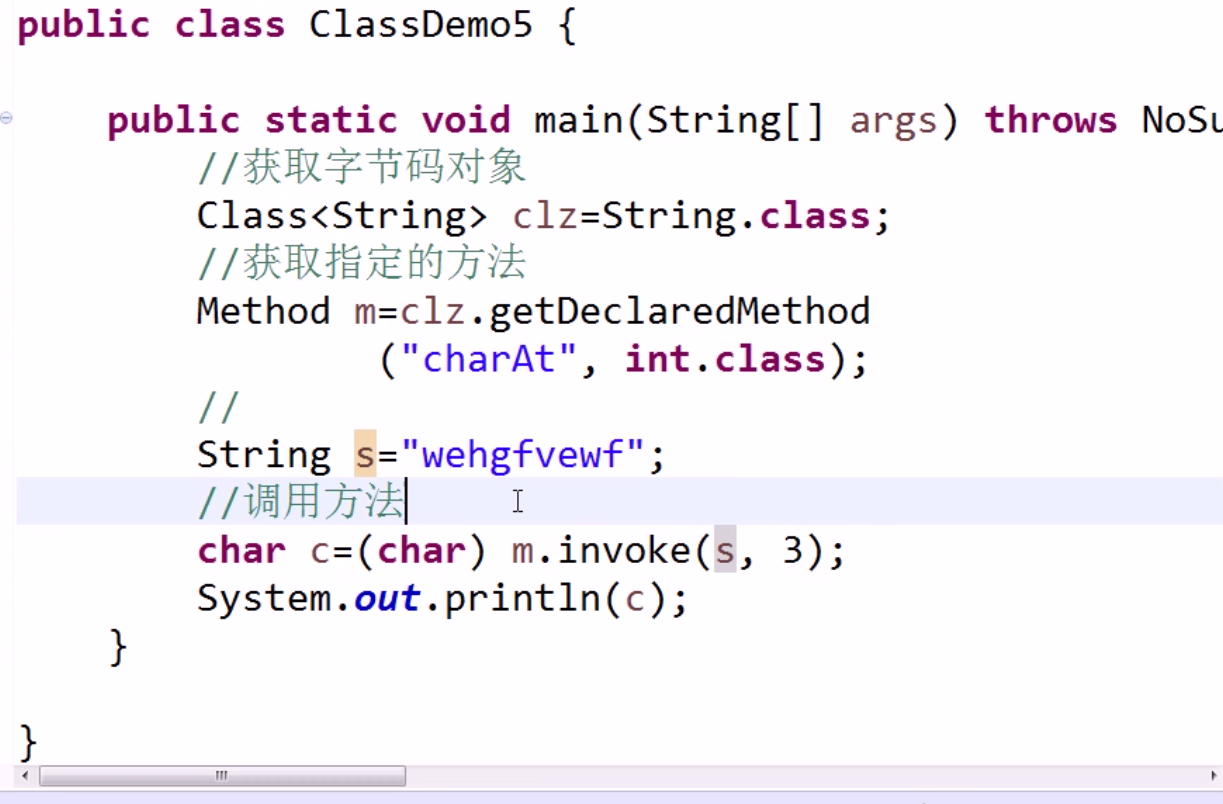 public class ClassDemo5 {
public static void main(String[] args) throws NoSu
//获取字节码对象
Class<String> clz=String.class;
//获取指定的方法
Method m=clz.getDeclaredMethod
("charAt", int.class);
//
String s="wehgfvewf";
//调用方法
char c=(char) m.invoke(s, 3);
System.out.println(c);
}
}